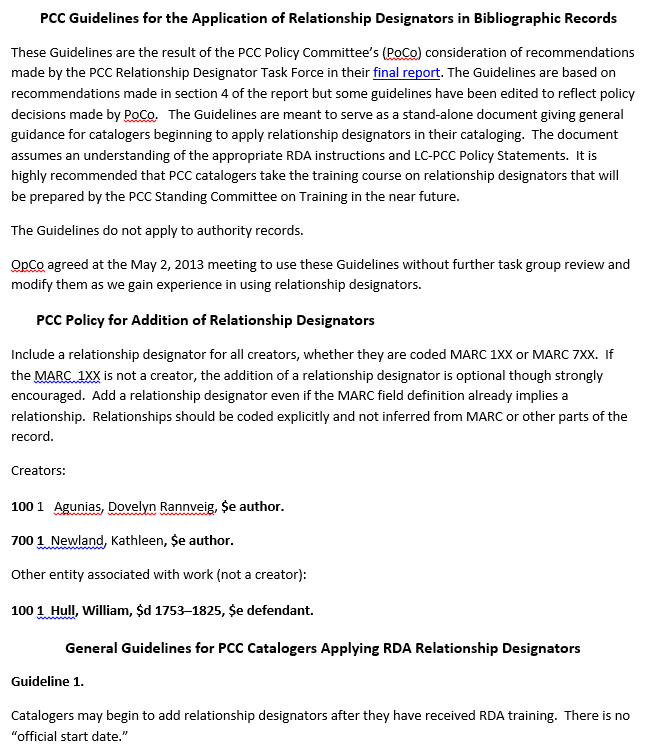 PCC Guidelines for the Application of Relationship Designators in Bibliographic Records
These Guidelines are the result of the PCC Policy Committee's (PoCo) consideration of recommendations
made by the PCC Relationship Designator Task Force in their final report. The Guidelines are based on
recommendations made in section 4 of the report but some guidelines have been edited to reflect policy
decisions made by PoCo.   The Guidelines are meant to serve as a stand-alone document giving general
guidance for catalogers beginning to apply relationship designators in their cataloging.  The document
assumes an understanding of the appropriate RDA instructions and LC-PCC Policy Statements.  It is
highly recommended that PCC catalogers take the training course on relationship designators that will
be prepared by the PCC Standing Committee on Training in the near future.
The Guidelines do not apply to authority records.
OpCo agreed at the May 2, 2013 meeting to use these Guidelines without further task group review and
modify them as we gain experience in using relationship designators.
PCC Policy for Addition of Relationship Designators
Include a relationship designator for all creators, whether they are coded MARC 1XX or MARC 7XX.  If
the MARC  1XX is not a creator, the addition of a relationship designator is optional though strongly
encouraged.  Add a relationship designator even if the MARC field definition already implies a
relationship.  Relationships should be coded explicitly and not inferred from MARC or other parts of the
record.
Creators:
100 1   Agunias, Dovelyn Rannveig, $e author.
700 1  Newland, Kathleen, $e author.
Other entity associated with work (not a creator):
100 1  Hull, William, $d 1753–1825, $e defendant.
General Guidelines for PCC Catalogers Applying RDA Relationship Designators
Guideline 1.
Catalogers may begin to add relationship designators after they have received RDA training.  There is no
“official start date.”